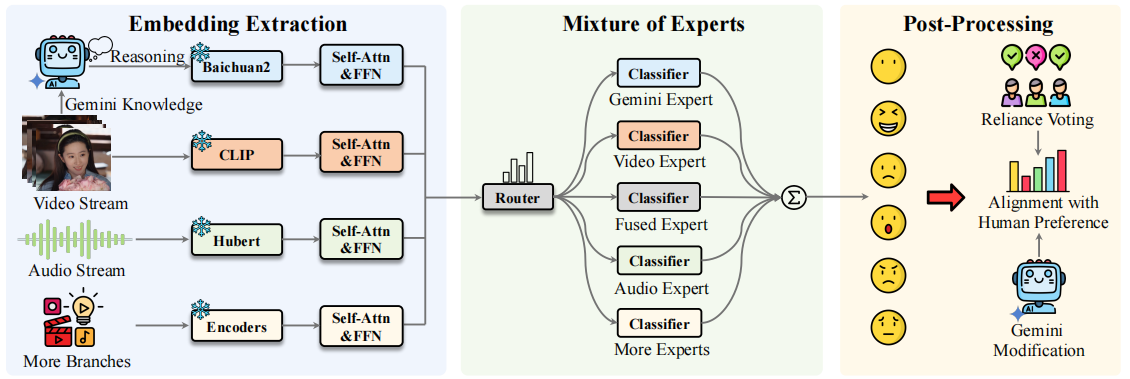 Embedding Extraction
Reasoning
Baichuan2
Self-Attn
&FFN
AI
Gemini Knowledge
CLIP
Self-Attn
&FFN
Video Stream
Hubert
Self-Attn
&FFN
Audio Stream
Encoders
Self-Attn
&FFN
More Branches
Mixture of Experts
Router
Classifier
Gemini Expert
Classifier
Video Expert
Classifier
Fused Expert
Classifier
Audio Expert
Classifier
More Experts
Σ
Post-Processing
Reliance Voting
Alignment with
Human Preference
AI
Gemini
Modification